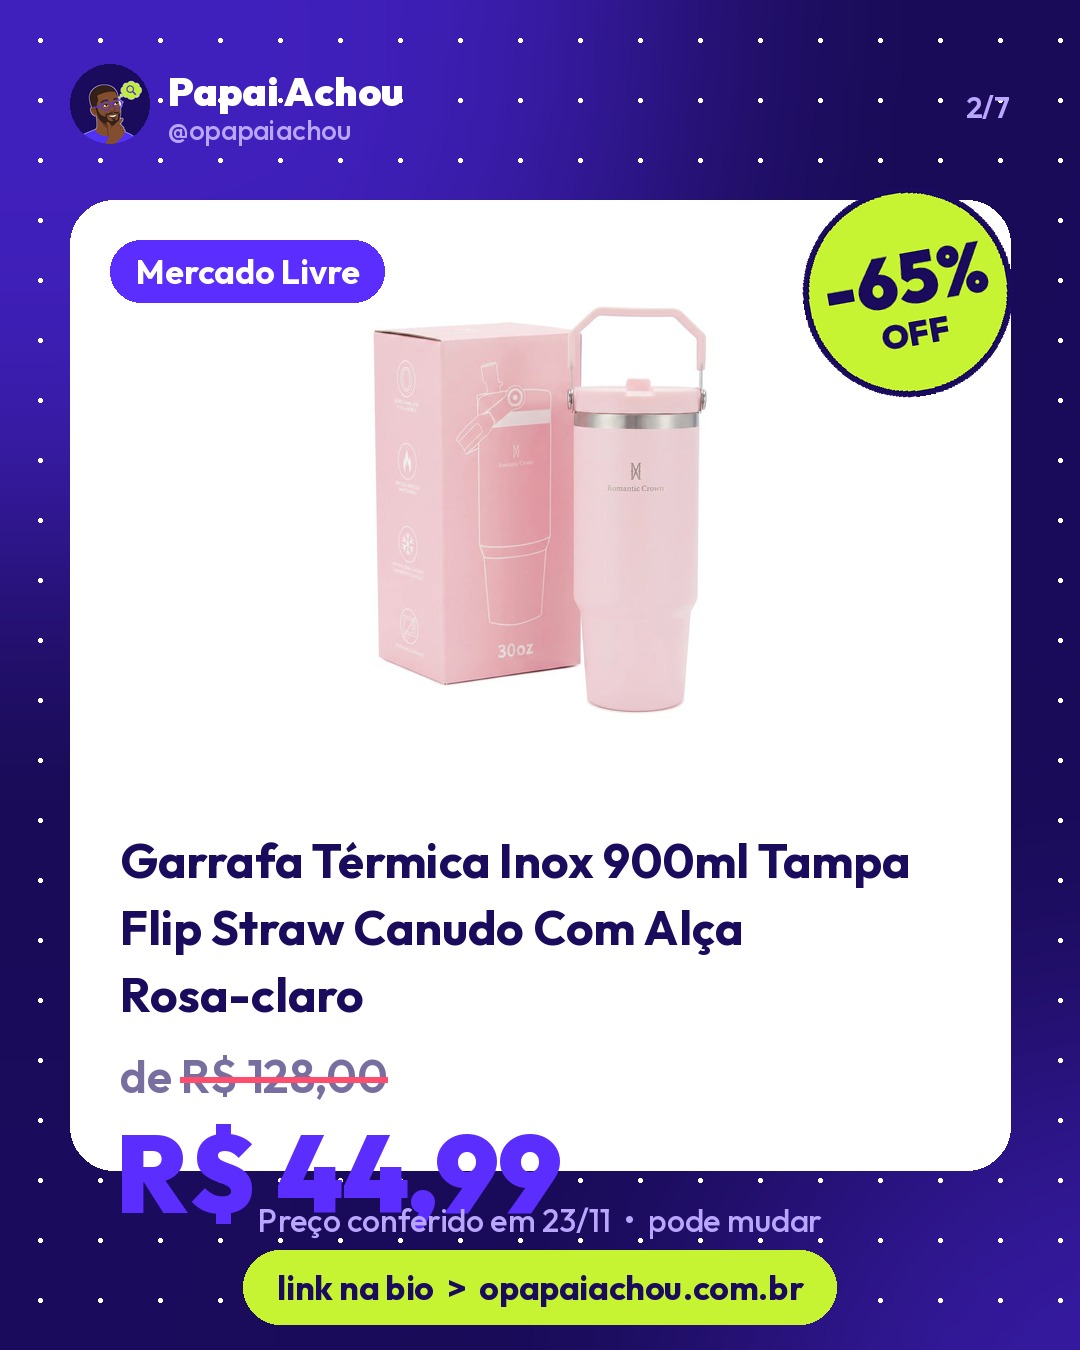 PapaiAchou
@opapaiachou
2/7
Mercado Livre
-65%
OFF
Romantic Crown
Romantic Crown
30oz
Garrafa Térmica Inox 900ml Tampa
Flip Straw Canudo Com Alça
Rosa-claro
de R$ 128,00
R$ 44,99
Preço conferido em 23/11 • pode mudar
link na bio > opapaiachou.com.br